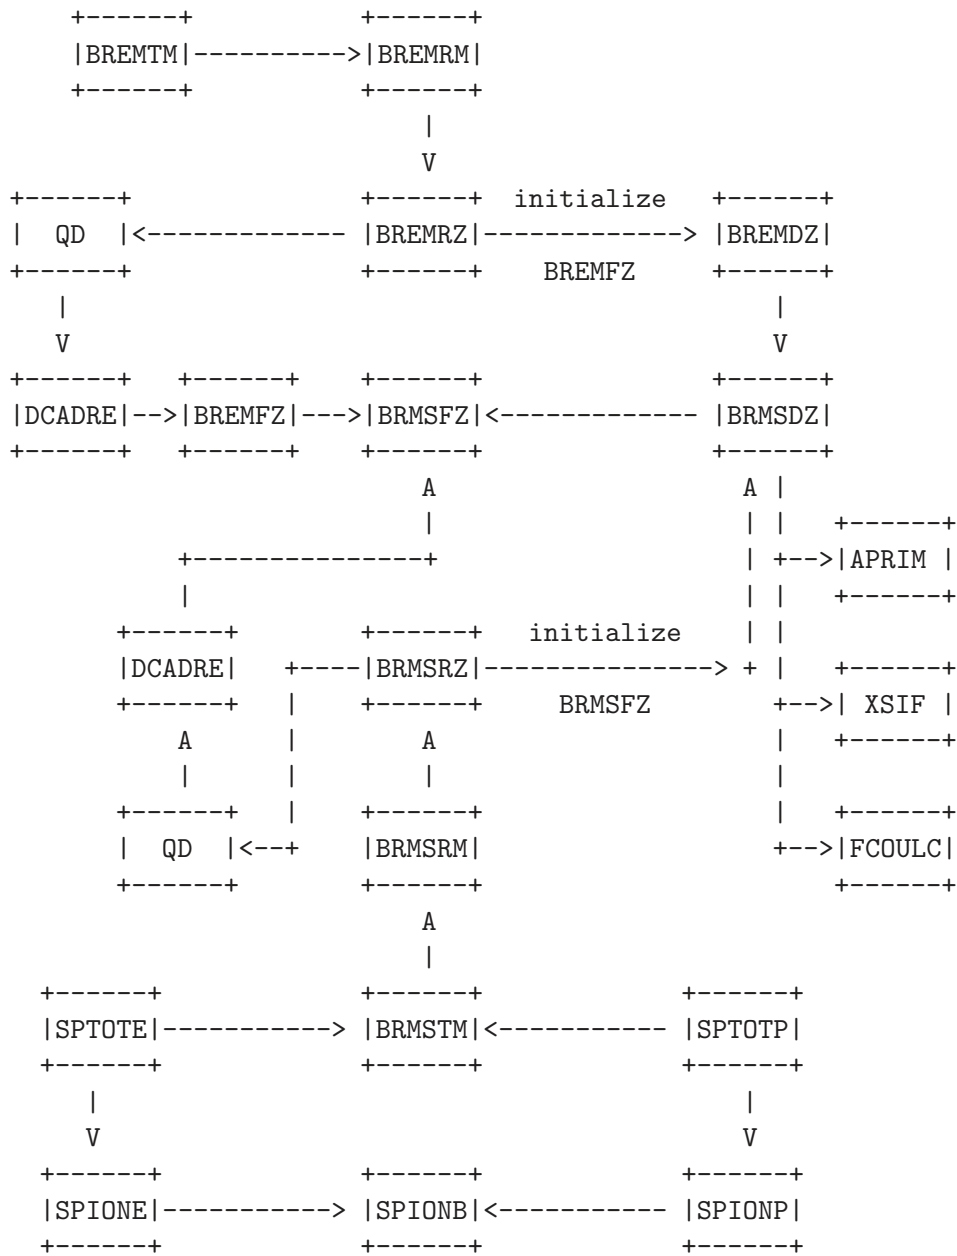 BREMTM BREMRM
V
initialize
QD BREMRZ BREMDZ
BREMFZ
V V
DCADRE BREMFZ BRMSFZ BRMSDZ
A A
APRIM
initialize
DCADRE BRMSRZ
BRMSFZ XSIF
A A
QD BRMSRM FCOULC
A
SPTOTE BRMSTM SPTOTP
V V
SPIONE SPIONB SPIONP